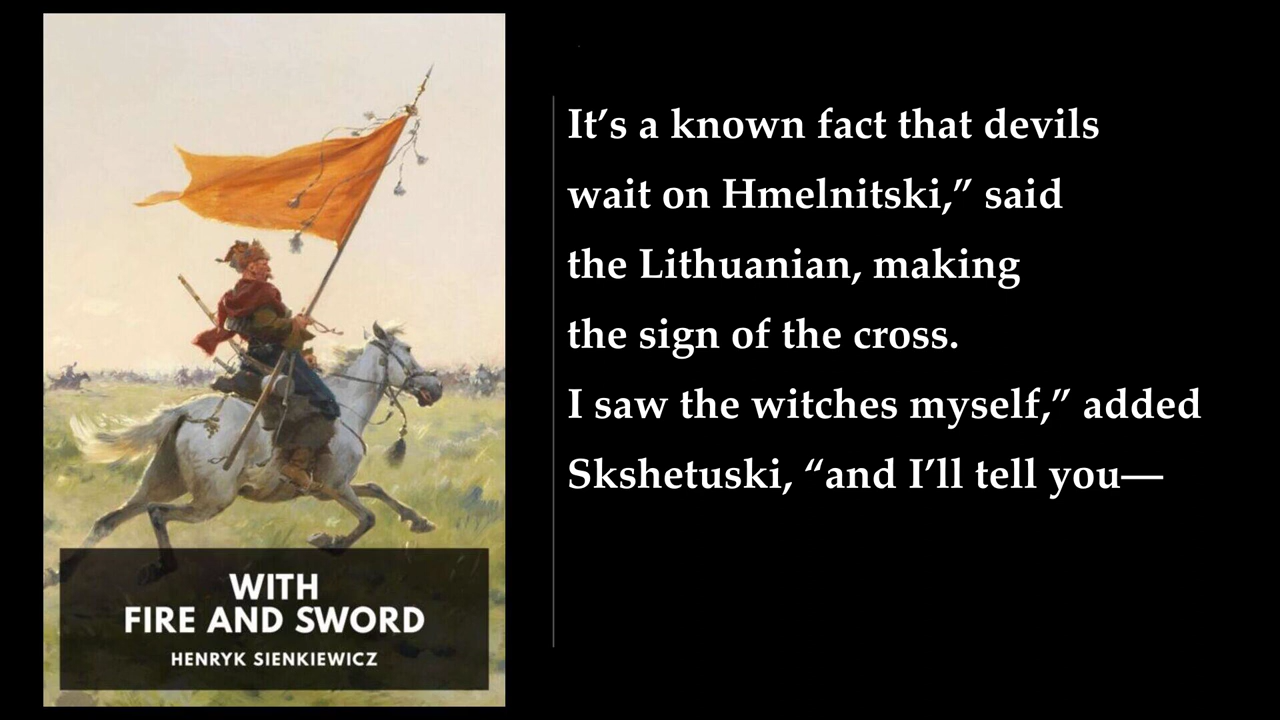 It’s a known fact that devils
wait on Hmelnitski,” said
the Lithuanian, making
the sign of the cross.
I saw the witches myself,” added
Skshetuski, “and I’ll tell you—
WITH
FIRE AND SWORD
HENRYK SIENKIEWICZ